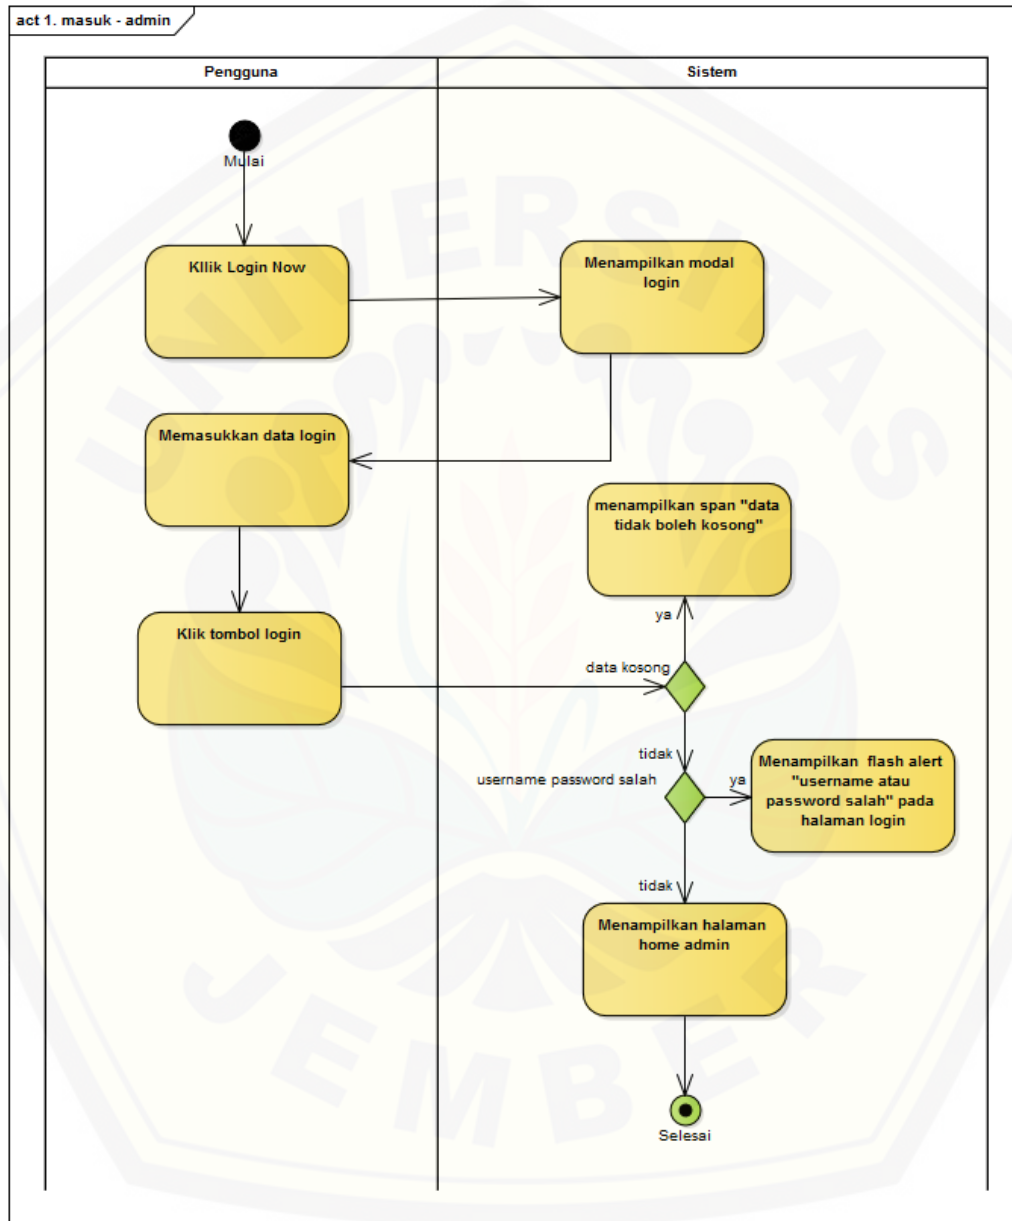 act 1. masuk - admin
Pengguna
Sistem
Mulai
Kllik Login Now
Menampilkan modal
login
Memasukkan data login
menampilkan span "data
tidak boleh kosong"
Klik tombol login
ya
data kosong
tidak
username password salah
ya
Menampilkan flash alert
"username atau
password salah" pada
halaman login
tidak
Menampilkan halaman
home admin
Selesai
UNIVERSITAS
JEMBER